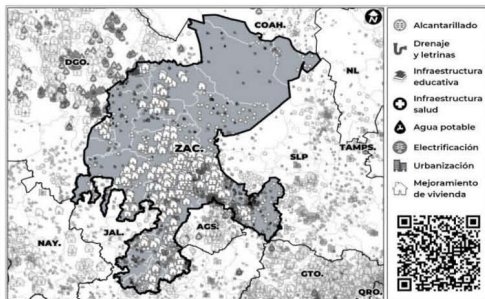 COAH.
DGO.
NL
ZAC.
SLP
TAMPS.
NAY.
JAL.
AGS.
GTO.
QRO.
Alcantarillado
Drenaje
y letrinas
Infraestructura
educativa
Infraestructura
salud
Agua potable
Electrificación
Urbanización
Mejoramiento
de vivienda